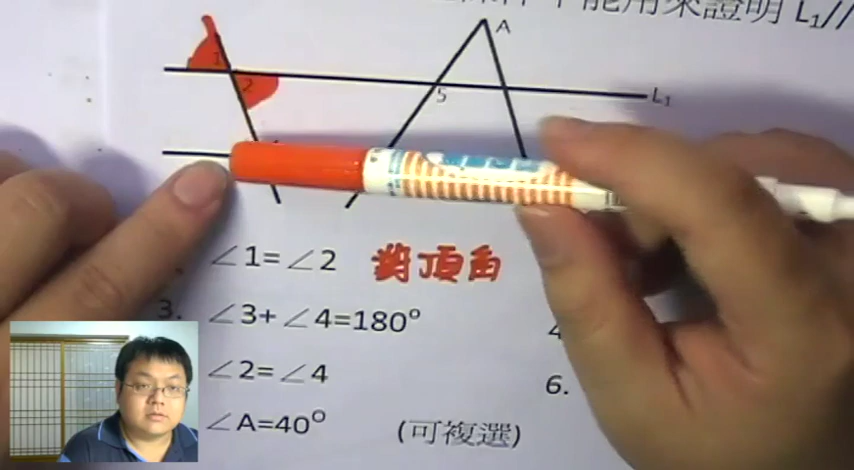 能用來證明 L₁//
A
1
2
5
L₁
∠1=∠2 對頂角
3. ∠3+∠4=180° 4
∠2=∠4 6.
∠A=40° (可複選)